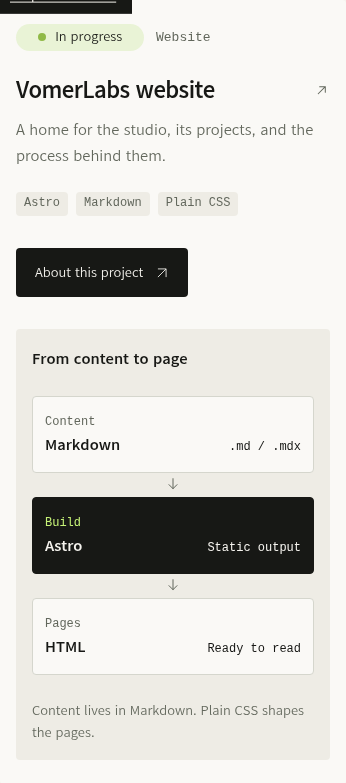 In progress
Website
VomerLabs website
A home for the studio, its projects, and the
process behind them.
Astro
Markdown
Plain CSS
About this project
From content to page
Content
Markdown
.md / .mdx
Build
Astro
Static output
Pages
HTML
Ready to read
Content lives in Markdown. Plain CSS shapes
the pages.